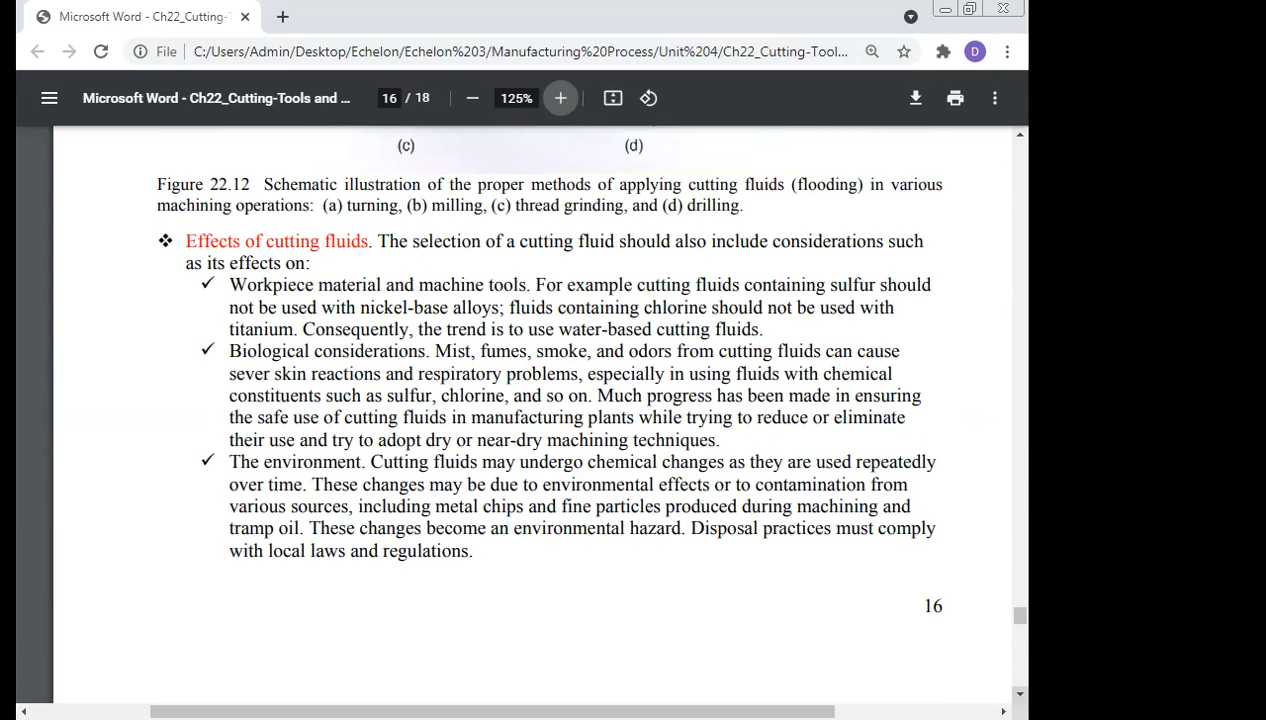 Microsoft Word - Ch22_Cutting-T
File C:/Users/Admin/Desktop/Echelon/Echelon%203/Manufacturing%20Process/Unit%204/Ch22_Cutting-Tool...
D
Microsoft Word - Ch22_Cutting-Tools and ... 16 / 18 125%
(c) (d)
Figure 22.12 Schematic illustration of the proper methods of applying cutting fluids (flooding) in various
machining operations: (a) turning, (b) milling, (c) thread grinding, and (d) drilling.
❖ Effects of cutting fluids. The selection of a cutting fluid should also include considerations such
as its effects on:
✓ Workpiece material and machine tools. For example cutting fluids containing sulfur should
not be used with nickel-base alloys; fluids containing chlorine should not be used with
titanium. Consequently, the trend is to use water-based cutting fluids.
✓ Biological considerations. Mist, fumes, smoke, and odors from cutting fluids can cause
sever skin reactions and respiratory problems, especially in using fluids with chemical
constituents such as sulfur, chlorine, and so on. Much progress has been made in ensuring
the safe use of cutting fluids in manufacturing plants while trying to reduce or eliminate
their use and try to adopt dry or near-dry machining techniques.
✓ The environment. Cutting fluids may undergo chemical changes as they are used repeatedly
over time. These changes may be due to environmental effects or to contamination from
various sources, including metal chips and fine particles produced during machining and
tramp oil. These changes become an environmental hazard. Disposal practices must comply
with local laws and regulations.
16